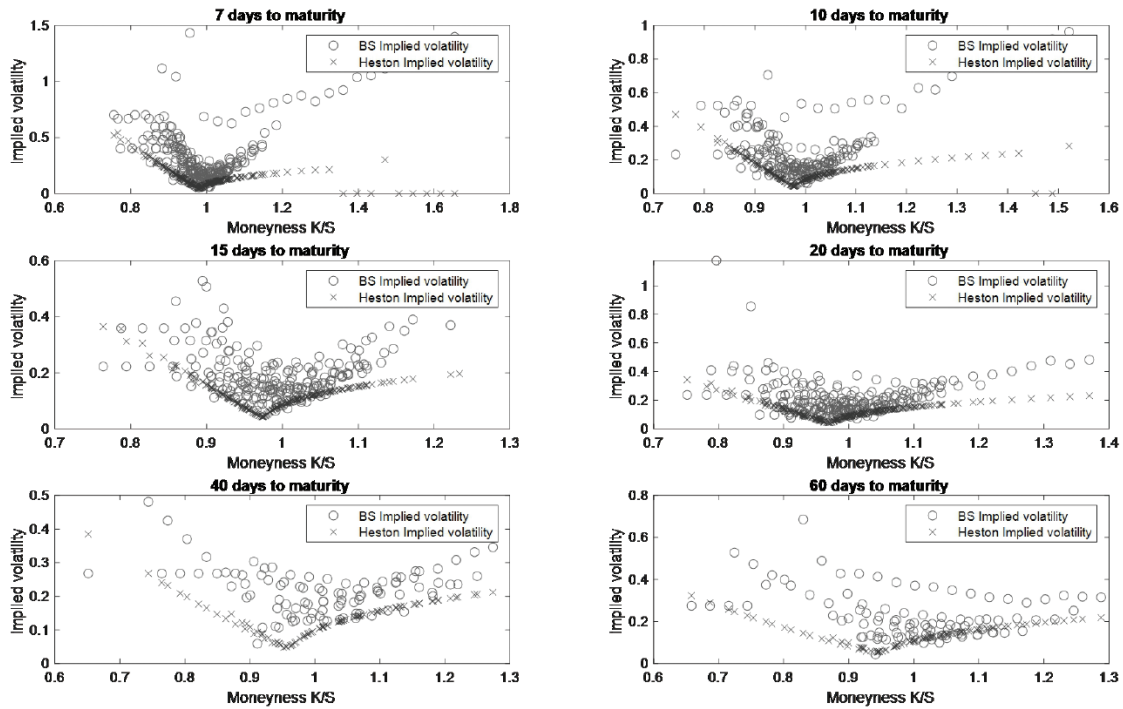 7 days to maturity
1.5
1
0.5
0
Implied volatility
BS Implied volatility
Heston Implied volatility
0.6 0.8 1 1.2 1.4 1.6 1.8
Moneyness K/S
10 days to maturity
1
0.8
0.6
0.4
0.2
0
Implied volatility
BS Implied volatility
Heston Implied volatility
0.7 0.8 0.9 1 1.1 1.2 1.3 1.4 1.5 1.6
Moneyness K/S
15 days to maturity
0.6
0.4
0.2
0
Implied volatility
BS Implied volatility
Heston Implied volatility
0.7 0.8 0.9 1 1.1 1.2 1.3
Moneyness K/S
20 days to maturity
1
0.8
0.6
0.4
0.2
0
Implied volatility
BS Implied volatility
Heston Implied volatility
0.7 0.8 0.9 1 1.1 1.2 1.3 1.4
Moneyness K/S
40 days to maturity
0.5
0.4
0.3
0.2
0.1
0
Implied volatility
BS Implied volatility
Heston Implied volatility
0.6 0.7 0.8 0.9 1 1.1 1.2 1.3
Moneyness K/S
60 days to maturity
0.8
0.6
0.4
0.2
0
Implied volatility
BS Implied volatility
Heston Implied volatility
0.6 0.7 0.8 0.9 1 1.1 1.2 1.3
Moneyness K/S